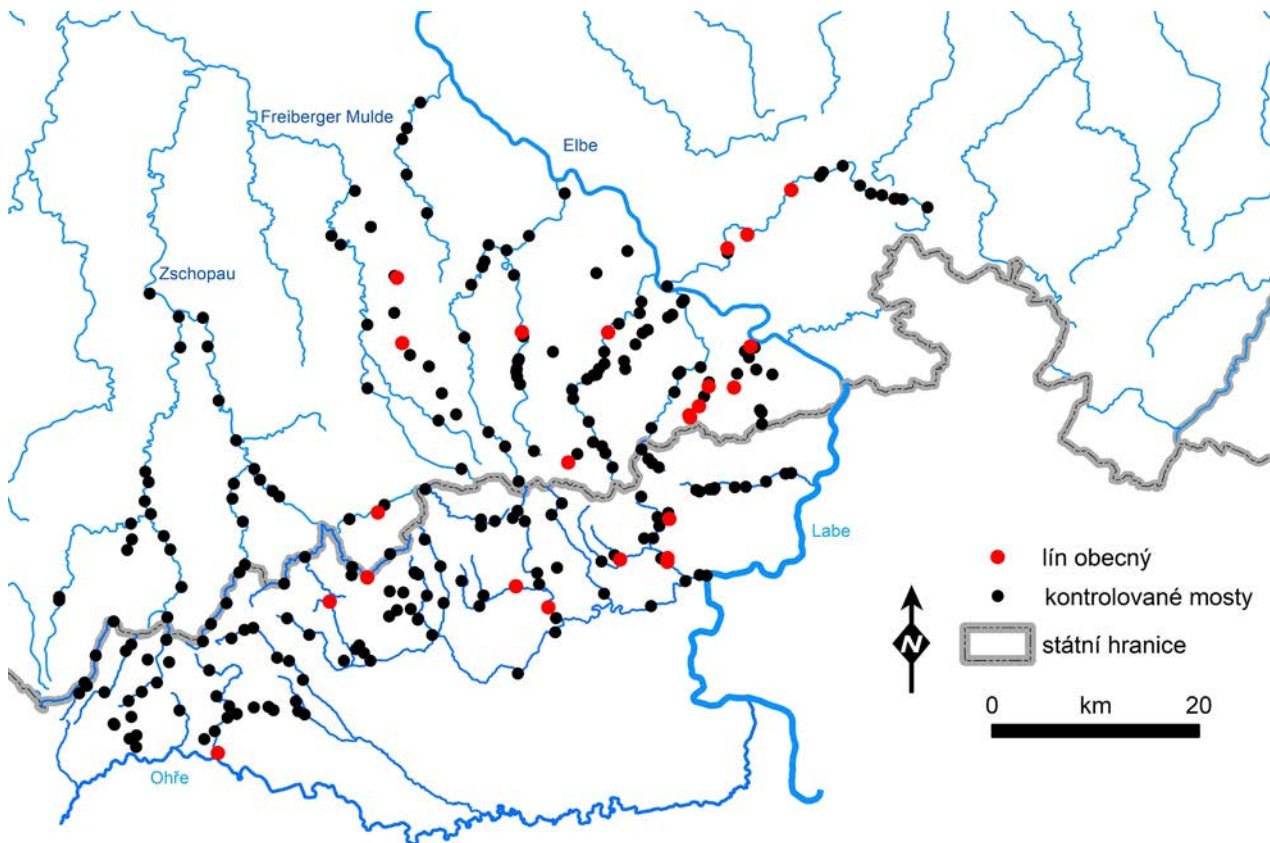 Freiberger Mulde
Elbe
Zschopau
Labe
Ohře
lín obecný
kontrolované mosty
státní hranice
N
0 km 20